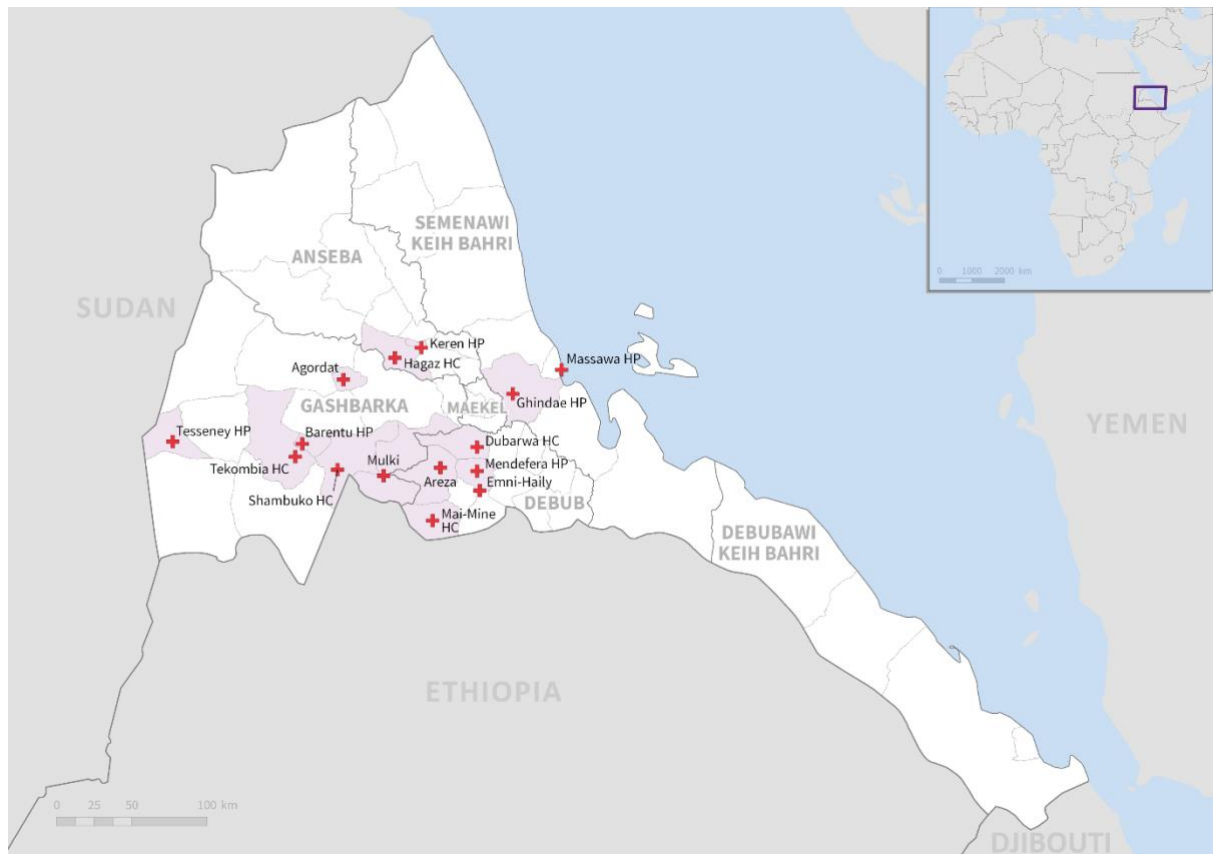 0 1000 2000 km
SEMENAWI
KEIH BAHRI
ANSEBA
SUDAN
Keren HP
Hagaz HC
Massawa HP
Agordat
Ghindae HP
GASHBARKA
MAEKEL
YEMEN
Tesseney HP
Barentu HP
Dubarwa HC
Tekombia HC
Mulki
Mendefera HP
Areza
Emni-Haily
Shambuko HC
DEBUB
Mai-Mine
HC
DEBUBAWI
KEIH BAHRI
ETHIOPIA
0 25 50 100 km
DJIBOUTI